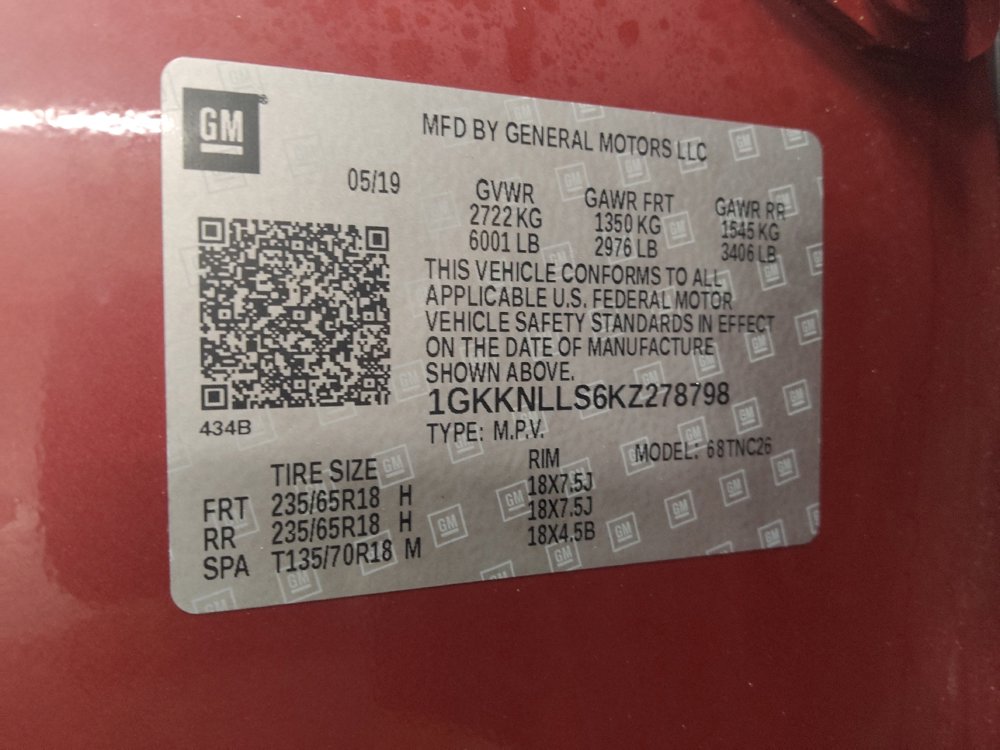 GM
MFD BY GENERAL MOTORS LLC
05/19
GVWR GAWR FRT GAWR RR
2722 KG 1350 KG 1545 KG
6001 LB 2976 LB 3406 LB
THIS VEHICLE CONFORMS TO ALL
APPLICABLE U.S. FEDERAL MOTOR
VEHICLE SAFETY STANDARDS IN EFFECT
ON THE DATE OF MANUFACTURE
SHOWN ABOVE.
1GKKNLLS6KZ278798
434B
TYPE: M.P.V. MODEL: 68TNC26
TIRE SIZE RIM
FRT 235/65R18 H 18X7.5J
RR 235/65R18 H 18X7.5J
SPA T135/70R18 M 18X4.5B